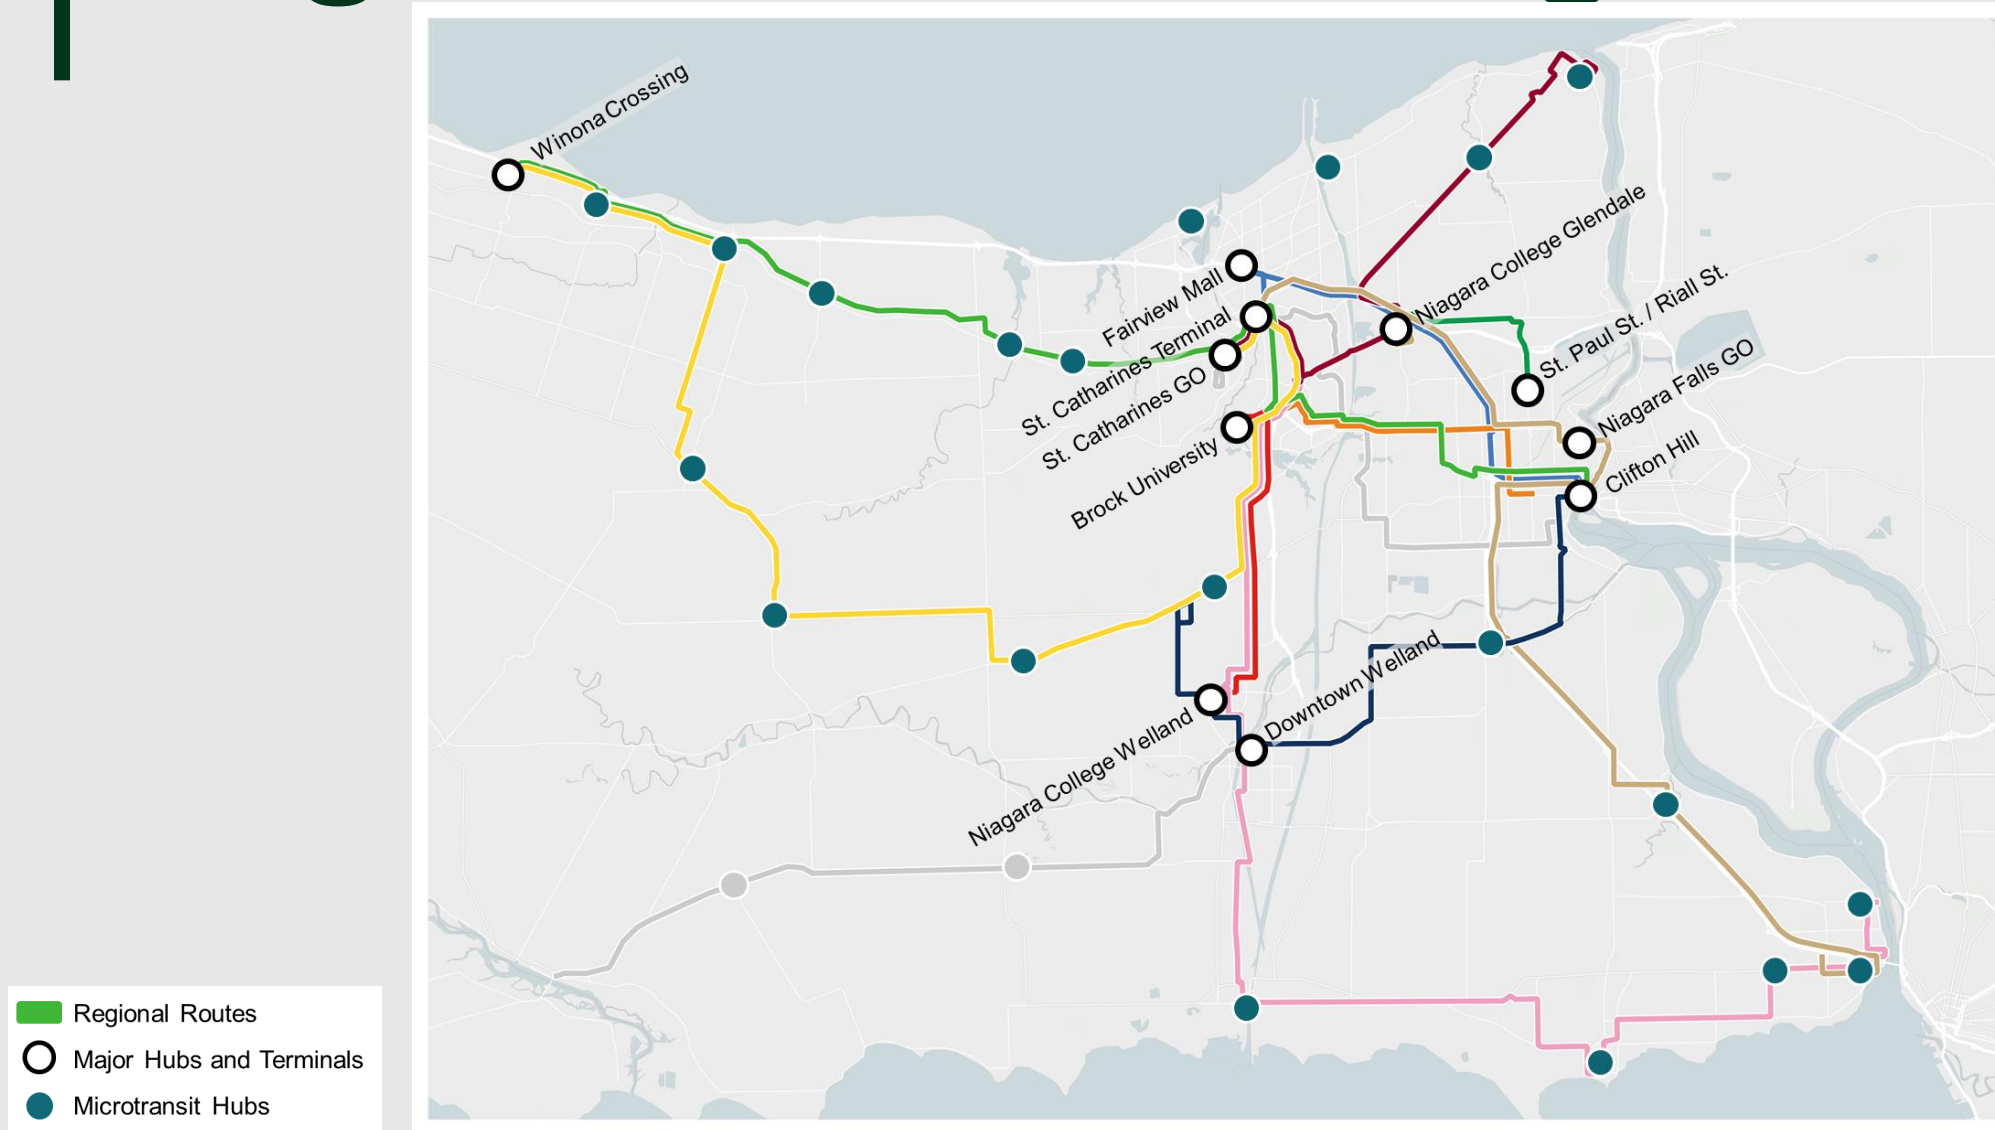 Winona Crossing
Niagara College Glendale
Fairview Mall
St. Paul St. / Riall St.
St. Catharines Terminal
Niagara Falls GO
St. Catharines GO
Clifton Hill
Brock University
Downtown Welland
Niagara College Welland
Regional Routes
Major Hubs and Terminals
Microtransit Hubs